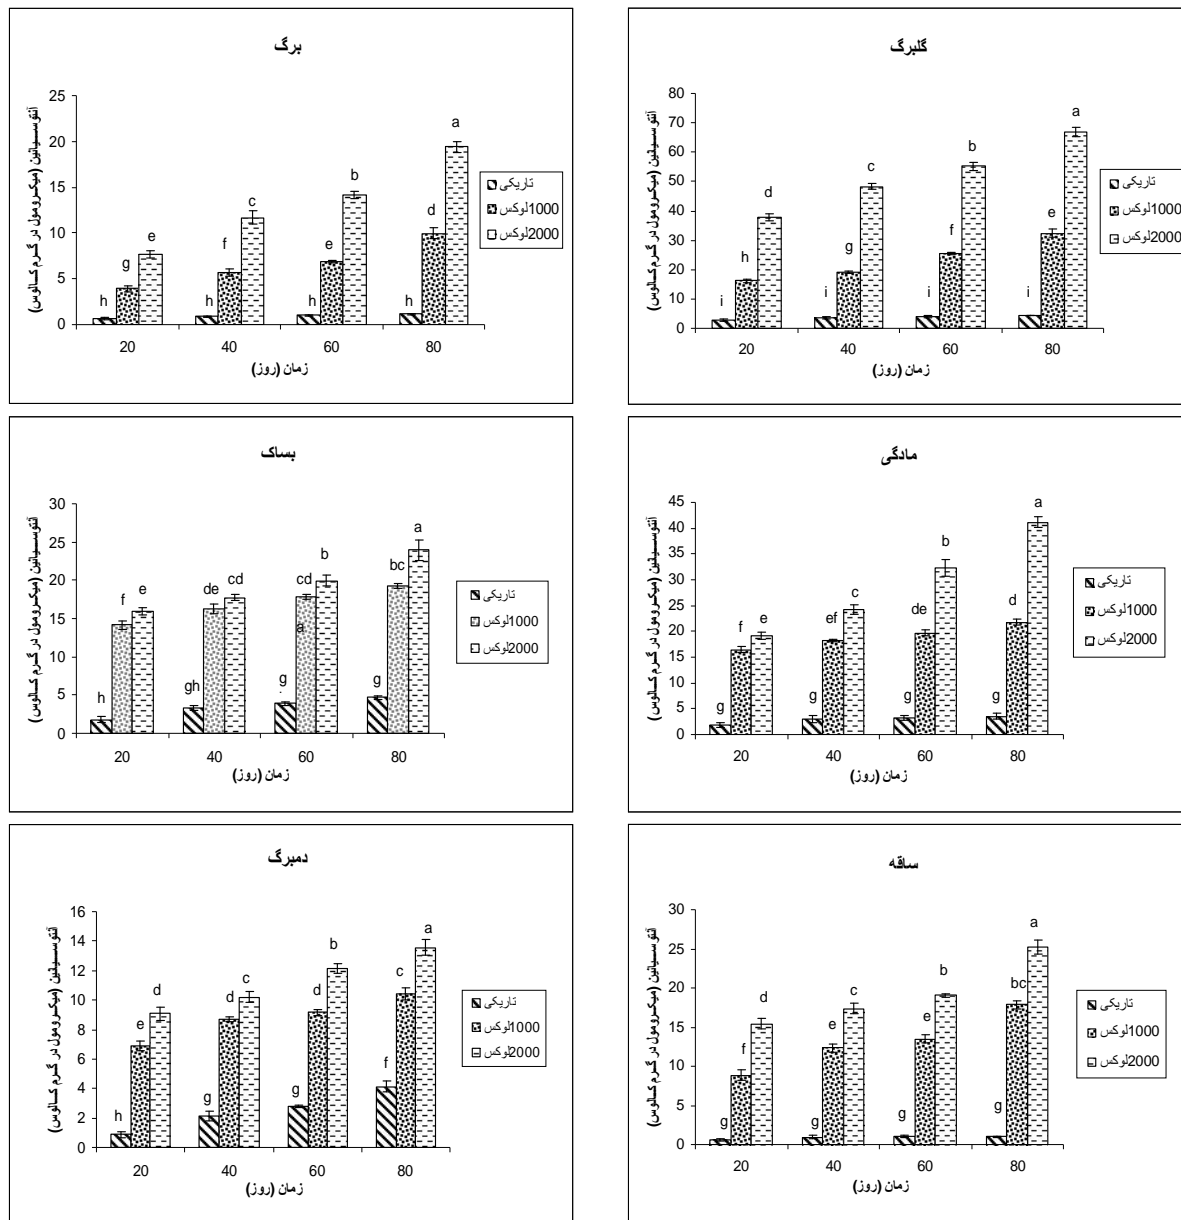 برگ
آنتوسیانین (میکرومول در گرم کالوس)
25
20
15
10
5
0
h g e
h f c
h e b
h d a
20 40 60 80
زمان (روز)
تاریکی
1000لوکس
2000لوکس
گلبرگ
آنتوسیانین (میکرومول در گرم کالوس)
80
70
60
50
40
30
20
10
0
i h d
i g c
i f b
i e a
20 40 60 80
زمان (روز)
تاریکی
1000لوکس
2000لوکس
بساک
آنتوسیانین (میکرومول در گرم کالوس)
30
25
20
15
10
5
0
h f e
gh de cd
g cd b
a
g bc a
20 40 60 80
زمان (روز)
تاریکی
1000لوکس
2000لوکس
مادگی
آنتوسیانین (میکرومول در گرم کالوس)
45
40
35
30
25
20
15
10
5
0
g f e
g ef c
g de b
g d a
20 40 60 80
زمان (روز)
تاریکی
1000لوکس
2000لوکس
دمبرگ
آنتوسیانین (میکرومول در گرم کالوس)
16
14
12
10
8
6
4
2
0
h e d
g d c
g d b
f c a
20 40 60 80
زمان (روز)
تاریکی
1000لوکس
2000لوکس
ساقه
آنتوسیانین (میکرومول در گرم کالوس)
30
25
20
15
10
5
0
g f d
g e c
g e b
g bc a
20 40 60 80
زمان (روز)
تاریکی
1000لوکس
2000لوکس